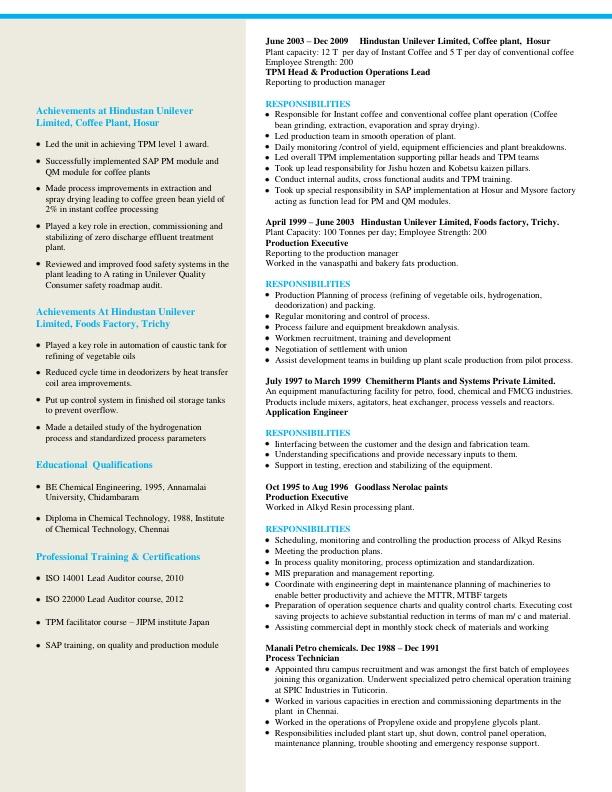 Achievements at Hindustan Unilever
Limited, Coffee Plant, Hosur
• Led the unit in achieving TPM level 1 award.
• Successfully implemented SAP PM module and
QM module for coffee plants
• Made process improvements in extraction and
spray drying leading to coffee green bean yield of
2% in instant coffee processing
• Played a key role in erection, commissioning and
stabilizing of zero discharge effluent treatment
plant.
• Reviewed and improved food safety systems in the
plant leading to A rating in Unilever Quality
Consumer safety roadmap audit.
Achievements At Hindustan Unilever
Limited, Foods Factory, Trichy
• Played a key role in automation of caustic tank for
refining of vegetable oils
• Reduced cycle time in deodorizers by heat transfer
coil area improvements.
• Put up control system in finished oil storage tanks
to prevent overflow.
• Made a detailed study of the hydrogenation
process and standardized process parameters
Educational Qualifications
• BE Chemical Engineering, 1995, Annamalai
University, Chidambaram
• Diploma in Chemical Technology, 1988, Institute
of Chemical Technology, Chennai
Professional Training & Certifications
• ISO 14001 Lead Auditor course, 2010
• ISO 22000 Lead Auditor course, 2012
• TPM facilitator course – JIPM institute Japan
• SAP training, on quality and production module
June 2003 – Dec 2009 Hindustan Unilever Limited, Coffee plant, Hosur
Plant capacity: 12 T per day of Instant Coffee and 5 T per day of conventional coffee
Employee Strength: 200
TPM Head & Production Operations Lead
Reporting to production manager
RESPONSIBILITIES
• Responsible for Instant coffee and conventional coffee plant operation (Coffee
bean grinding, extraction, evaporation and spray drying).
• Led production team in smooth operation of plant.
• Daily monitoring /control of yield, equipment efficiencies and plant breakdowns.
• Led overall TPM implementation supporting pillar heads and TPM teams
• Took up lead responsibility for Jishu hozen and Kobetsu kaizen pillars.
• Conduct internal audits, cross functional audits and TPM training.
• Took up special responsibility in SAP implementation at Hosur and Mysore factory
acting as function lead for PM and QM modules.
April 1999 – June 2003 Hindustan Unilever Limited, Foods factory, Trichy.
Plant Capacity: 100 Tonnes per day; Employee Strength: 200
Production Executive
Reporting to the production manager
Worked in the vanaspathi and bakery fats production.
RESPONSIBILITIES
• Production Planning of process (refining of vegetable oils, hydrogenation,
deodorization) and packing.
• Regular monitoring and control of process.
• Process failure and equipment breakdown analysis.
• Workmen recruitment, training and development
• Negotiation of settlement with union
• Assist development teams in building up plant scale production from pilot process.
July 1997 to March 1999 Chemitherm Plants and Systems Private Limited.
An equipment manufacturing facility for petro, food, chemical and FMCG industries.
Products include mixers, agitators, heat exchanger, process vessels and reactors.
Application Engineer
RESPONSIBILITIES
• Iinterfacing between the customer and the design and fabrication team.
• Understanding specifications and provide necessary inputs to them.
• Support in testing, erection and stabilizing of the equipment.
Oct 1995 to Aug 1996 Goodlass Nerolac paints
Production Executive
Worked in Alkyd Resin processing plant.
RESPONSIBILITIES
• Scheduling, monitoring and controlling the production process of Alkyd Resins
• Meeting the production plans.
• In process quality monitoring, process optimization and standardization.
• MIS preparation and management reporting.
• Coordinate with engineering dept in maintenance planning of machineries to
enable better productivity and achieve the MTTR, MTBF targets
• Preparation of operation sequence charts and quality control charts. Executing cost
saving projects to achieve substantial reduction in terms of man m/ c and material.
• Assisting commercial dept in monthly stock check of materials and working
Manali Petro chemicals. Dec 1988 – Dec 1991
Process Technician
• Appointed thru campus recruitment and was amongst the first batch of employees
joining this organization. Underwent specialized petro chemical operation training
at SPIC Industries in Tuticorin.
• Worked in various capacities in erection and commissioning departments in the
plant in Chennai.
• Worked in the operations of Propylene oxide and propylene glycols plant.
• Responsibilities included plant start up, shut down, control panel operation,
maintenance planning, trouble shooting and emergency response support.